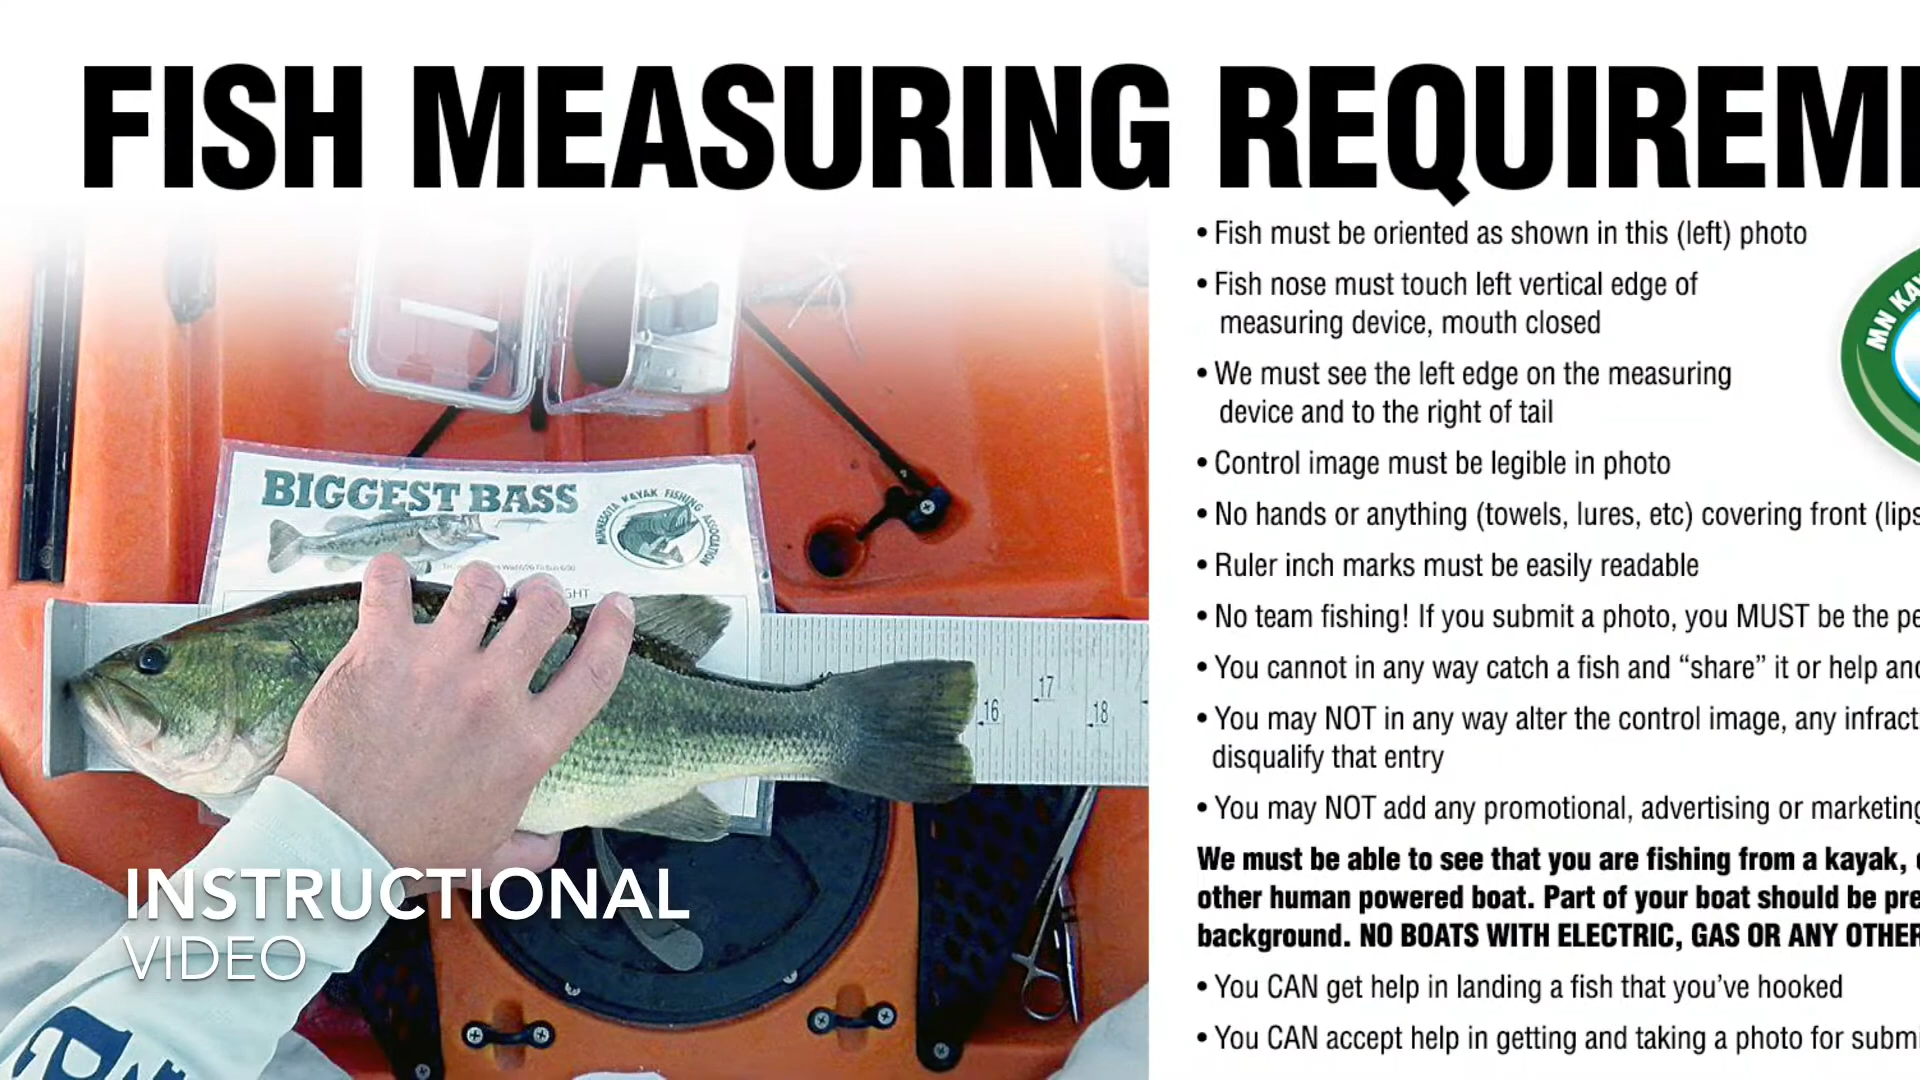 FISH MEASURING REQUIREM
• Fish must be oriented as shown in this (left) photo
• Fish nose must touch left vertical edge of
measuring device, mouth closed
• We must see the left edge on the measuring
device and to the right of tail
• Control image must be legible in photo
• No hands or anything (towels, lures, etc) covering front (lips
• Ruler inch marks must be easily readable
• No team fishing! If you submit a photo, you MUST be the pe
• You cannot in any way catch a fish and “share” it or help
• You may NOT in any way alter the control image, any infract
disqualify that entry
• You may NOT add any promotional, advertising or marketing
We must be able to see that you are fishing from a kayak,
other human powered boat. Part of your boat should be pre
background. NO BOATS WITH ELECTRIC, GAS OR ANY OTHER
• You CAN get help in landing a fish that you’ve hooked
• You CAN accept help in getting and taking a photo for submi
MN KAY
BIGGEST BASS
MINNESOTA KAYAK FISHING ASSOCIATION
16
17
18
INSTRUCTIONAL
VIDEO